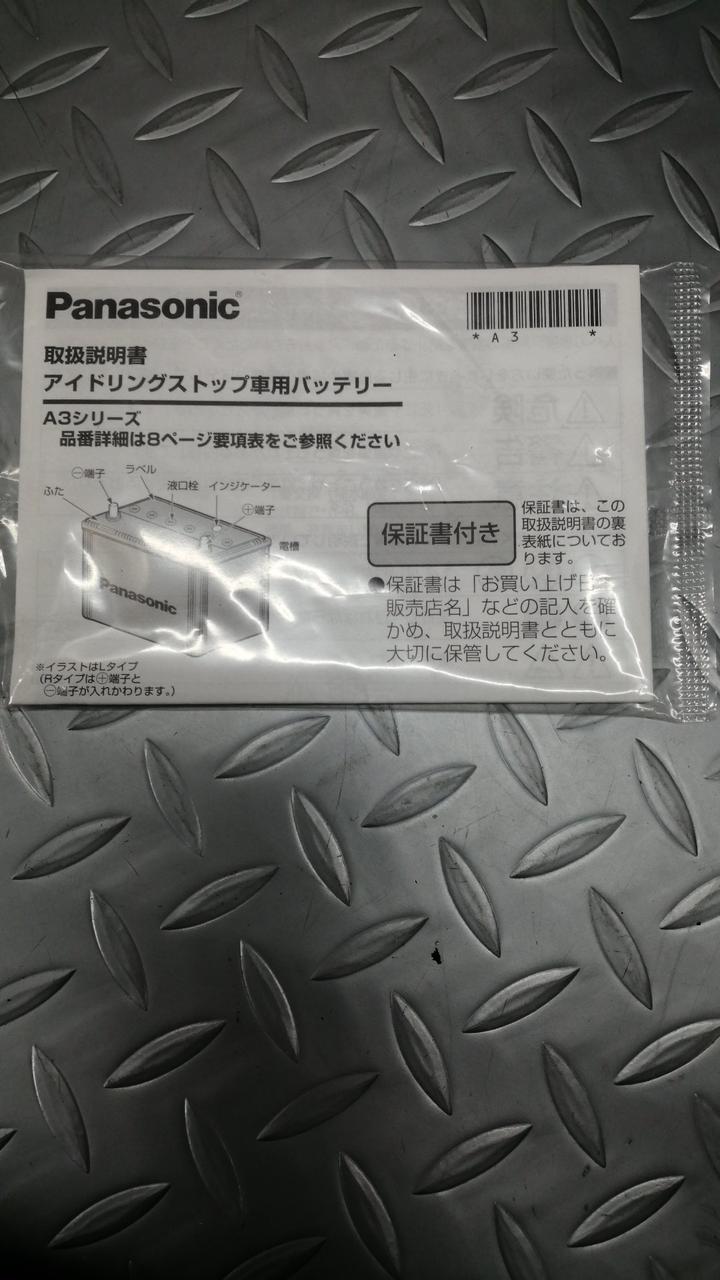 Panasonic®
* A 3 *
取扱説明書
アイドリングストップ車用バッテリー
A3シリーズ
品番詳細は8ページ要項表をご参照ください
㊀端子
ラベル
液口栓
インジケーター
ふた
㊉端子
電槽
Panasonic
※イラストはLタイプ
(Rタイプは㊉端子と
㊀端子が入れかわります。)
保証書付き
保証書は、この
取扱説明書の裏
表紙についてお
ります。
●保証書は「お買い上げ日・
販売店名」などの記入を確
かめ、取扱説明書とともに
大切に保管してください。
危険